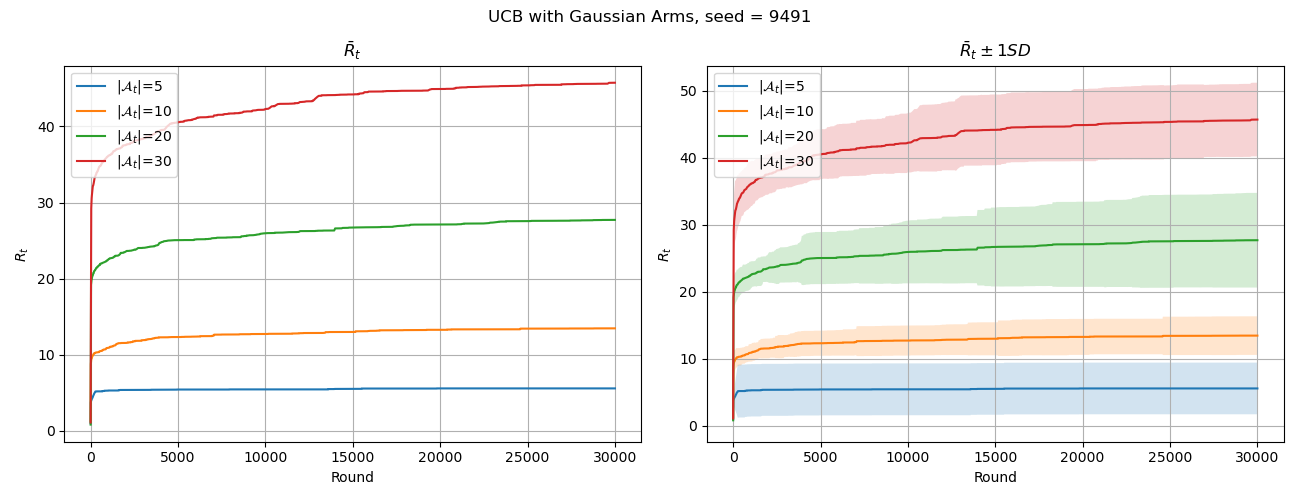 UCB with Gaussian Arms, seed = 9491
R̄ₜ
|𝒜ₜ|=5
|𝒜ₜ|=10
|𝒜ₜ|=20
|𝒜ₜ|=30
Rₜ
40
30
20
10
0
0 5000 10000 15000 20000 25000 30000
Round
R̄ₜ ± 1SD
|𝒜ₜ|=5
|𝒜ₜ|=10
|𝒜ₜ|=20
|𝒜ₜ|=30
Rₜ
50
40
30
20
10
0
0 5000 10000 15000 20000 25000 30000
Round